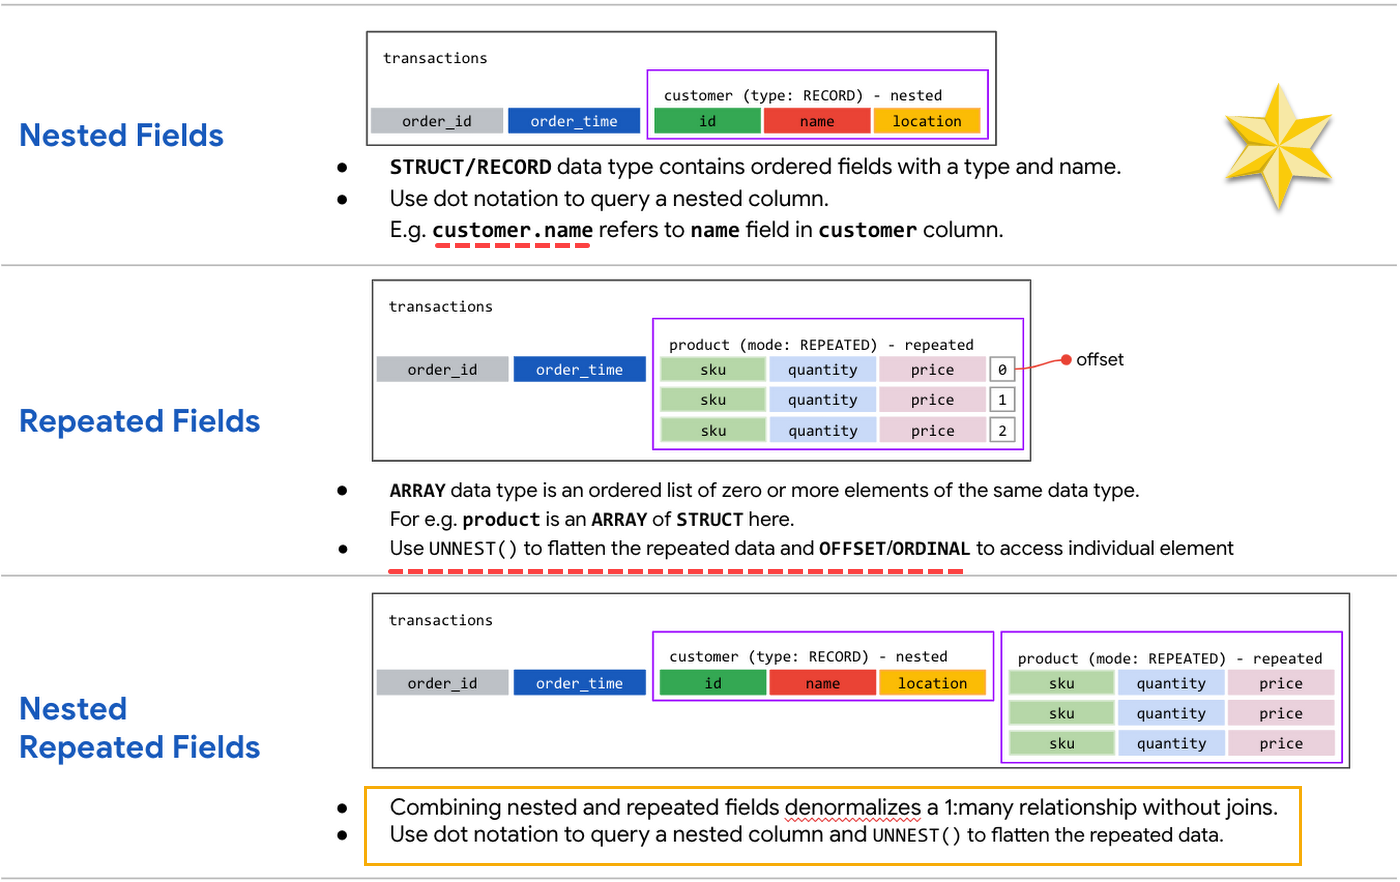 Nested Fields
transactions
customer (type: RECORD) - nested
order_id order_time id name location
● STRUCT/RECORD data type contains ordered fields with a type and name.
● Use dot notation to query a nested column.
E.g. customer.name refers to name field in customer column.
Repeated Fields
transactions
product (mode: REPEATED) - repeated
order_id order_time sku quantity price 0 offset
sku quantity price 1
sku quantity price 2
● ARRAY data type is an ordered list of zero or more elements of the same data type.
For e.g. product is an ARRAY of STRUCT here.
● Use UNNEST() to flatten the repeated data and OFFSET/ORDINAL to access individual element
Nested
Repeated Fields
transactions
customer (type: RECORD) - nested
product (mode: REPEATED) - repeated
order_id order_time id name location sku quantity price
sku quantity price
sku quantity price
● Combining nested and repeated fields denormalizes a 1:many relationship without joins.
● Use dot notation to query a nested column and UNNEST() to flatten the repeated data.